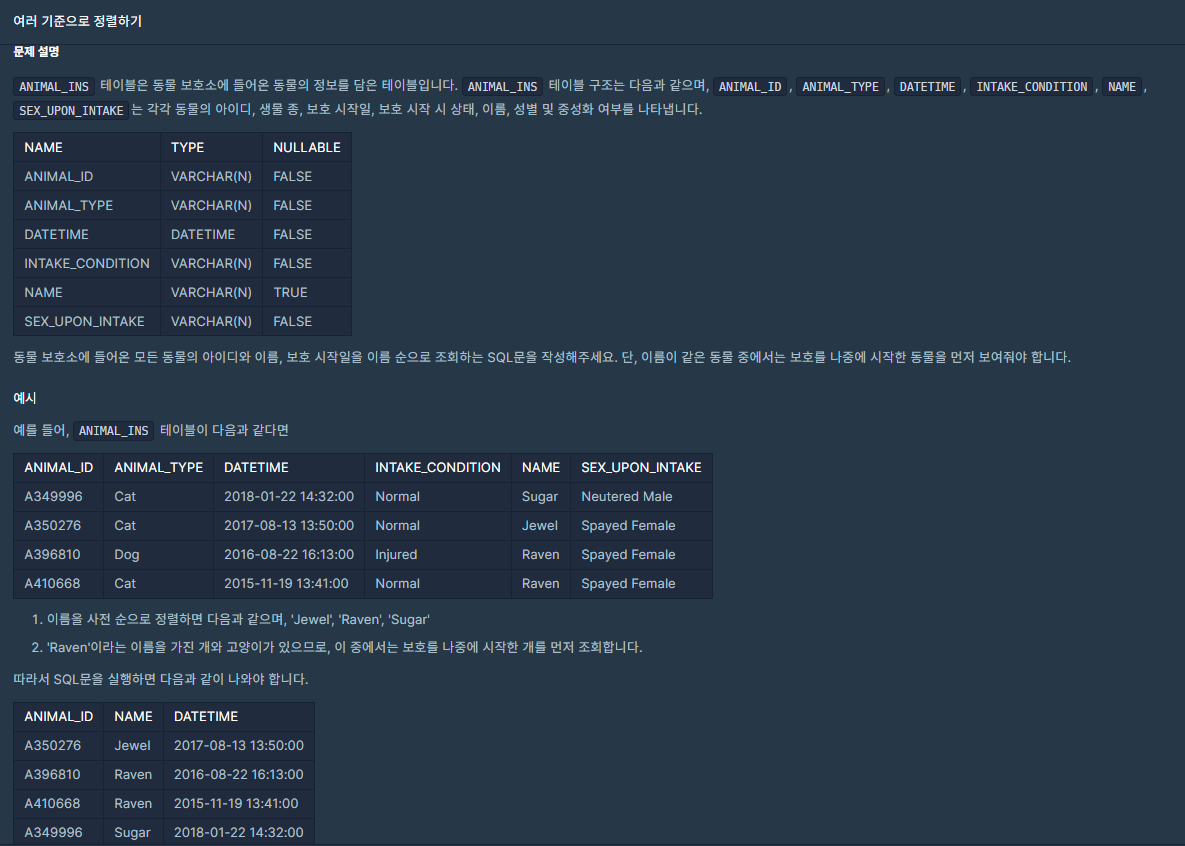 여러 기준으로 정렬하기
문제 설명
ANIMAL_INS 테이블은 동물 보호소에 들어온 동물의 정보를 담은 테이블입니다. ANIMAL_INS 테이블 구조는 다음과 같으며, ANIMAL_ID , ANIMAL_TYPE , DATETIME , INTAKE_CONDITION , NAME ,
SEX_UPON_INTAKE 는 각각 동물의 아이디, 생물 종, 보호 시작일, 보호 시작 시 상태, 이름, 성별 및 중성화 여부를 나타냅니다.
NAME TYPE NULLABLE
ANIMAL_ID VARCHAR(N) FALSE
ANIMAL_TYPE VARCHAR(N) FALSE
DATETIME DATETIME FALSE
INTAKE_CONDITION VARCHAR(N) FALSE
NAME VARCHAR(N) TRUE
SEX_UPON_INTAKE VARCHAR(N) FALSE
동물 보호소에 들어온 모든 동물의 아이디와 이름, 보호 시작일을 이름 순으로 조회하는 SQL문을 작성해주세요. 단, 이름이 같은 동물 중에서는 보호를 나중에 시작한 동물을 먼저 보여줘야 합니다.
예시
예를 들어, ANIMAL_INS 테이블이 다음과 같다면
ANIMAL_ID ANIMAL_TYPE DATETIME INTAKE_CONDITION NAME SEX_UPON_INTAKE
A349996 Cat 2018-01-22 14:32:00 Normal Sugar Neutered Male
A350276 Cat 2017-08-13 13:50:00 Normal Jewel Spayed Female
A396810 Dog 2016-08-22 16:13:00 Injured Raven Spayed Female
A410668 Cat 2015-11-19 13:41:00 Normal Raven Spayed Female
1. 이름을 사전 순으로 정렬하면 다음과 같으며, 'Jewel', 'Raven', 'Sugar'
2. 'Raven'이라는 이름을 가진 개와 고양이가 있으므로, 이 중에서는 보호를 나중에 시작한 개를 먼저 조회합니다.
따라서 SQL문을 실행하면 다음과 같이 나와야 합니다.
ANIMAL_ID NAME DATETIME
A350276 Jewel 2017-08-13 13:50:00
A396810 Raven 2016-08-22 16:13:00
A410668 Raven 2015-11-19 13:41:00
A349996 Sugar 2018-01-22 14:32:00